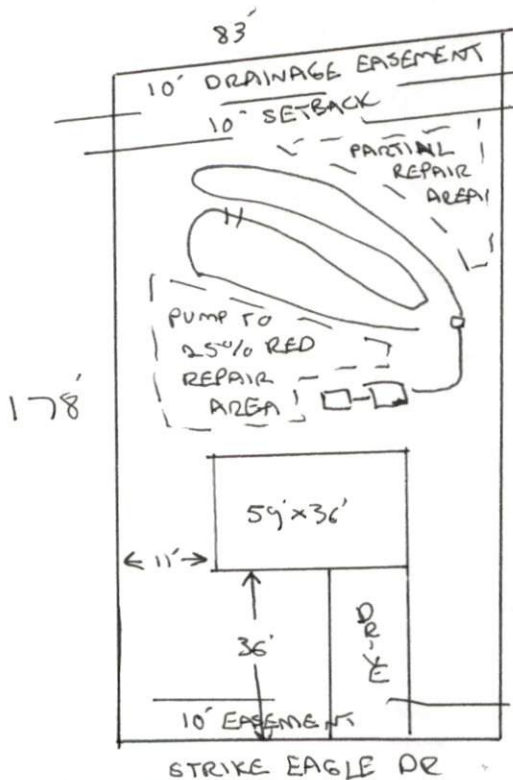 83'
10' DRAINAGE EASEMENT
10' SETBACK
PARTIAL
REPAIR
AREA
PUMP TO
25% RED
REPAIR
AREA
178'
59' x 36'
11'
36'
DRIVE
10' EASEMENT
STRIKE EAGLE DR